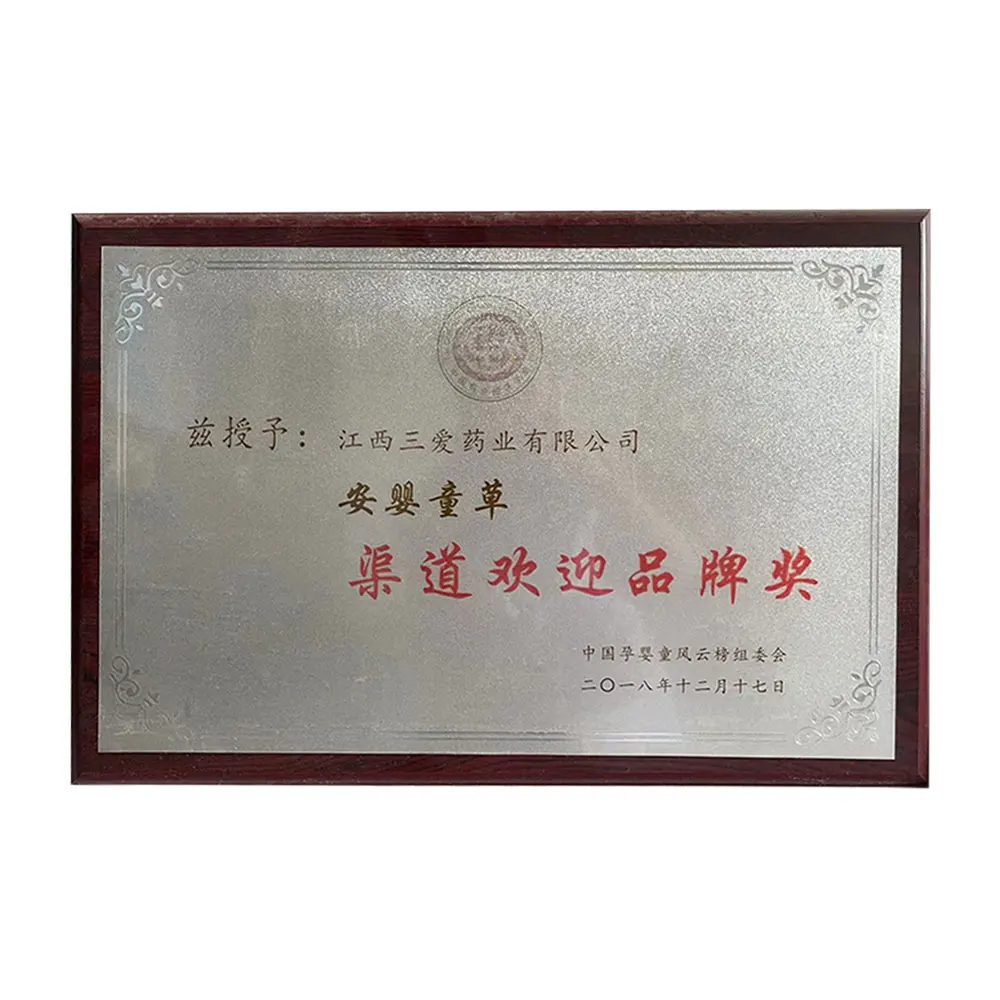 兹授予：江西三爱药业有限公司
安婴童草
渠道欢迎品牌奖
中国孕婴童风云榜组委会
二〇一八年十二月十七日